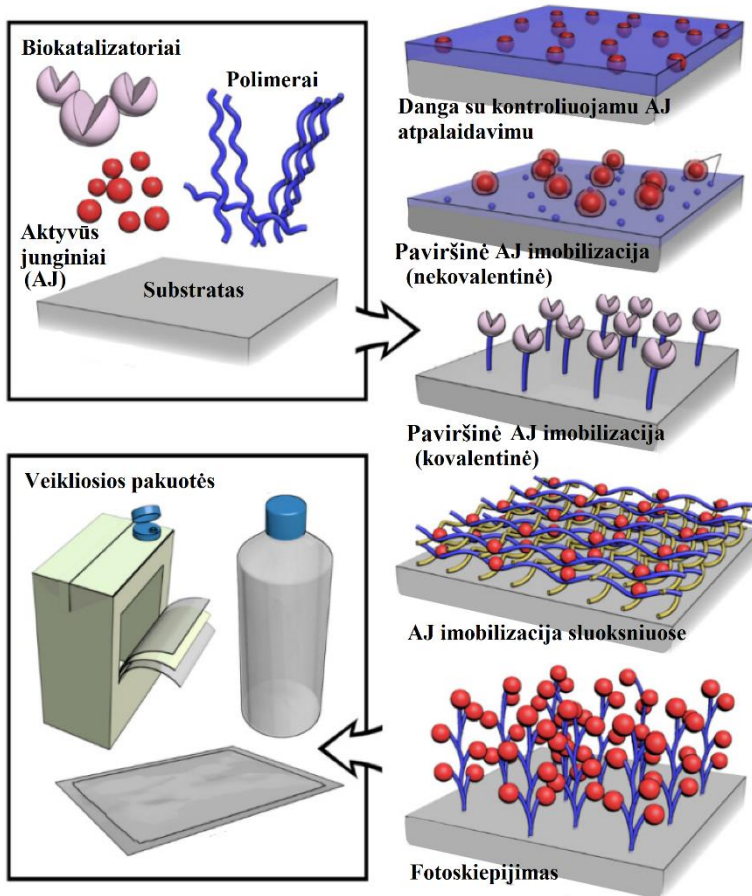 Biokatalizatoriai
Polimerai
Aktyvūs
junginiai
(AJ)
Substratas
Danga su kontroliuojamu AJ
atpalaidavimu
Paviršinė AJ imobilizacija
(nekovalentinė)
Paviršinė AJ imobilizacija
(kovalentinė)
AJ imobilizacija sluoksniuose
Fotoskiepijimas
Veikliosios pakuotės